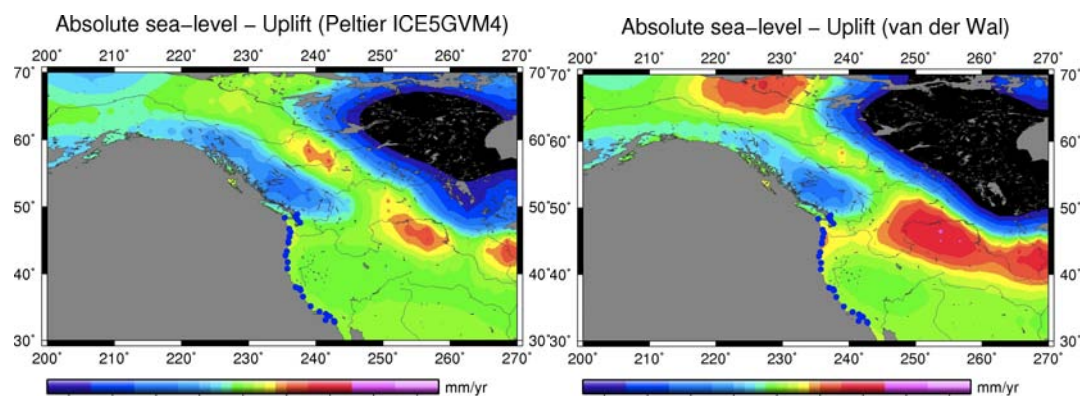 Absolute sea-level - Uplift (Peltier ICE5GVM4)
200˚ 210˚ 220˚ 230˚ 240˚ 250˚ 260˚ 270˚
70˚ 70˚
60˚ 60˚
50˚ 50˚
40˚ 40˚
30˚ 30˚
200˚ 210˚ 220˚ 230˚ 240˚ 250˚ 260˚ 270˚
mm/yr
Absolute sea-level - Uplift (van der Wal)
200˚ 210˚ 220˚ 230˚ 240˚ 250˚ 260˚ 270˚
70˚ 70˚
60˚ 60˚
50˚ 50˚
40˚ 40˚
30˚ 30˚
200˚ 210˚ 220˚ 230˚ 240˚ 250˚ 260˚ 270˚
mm/yr